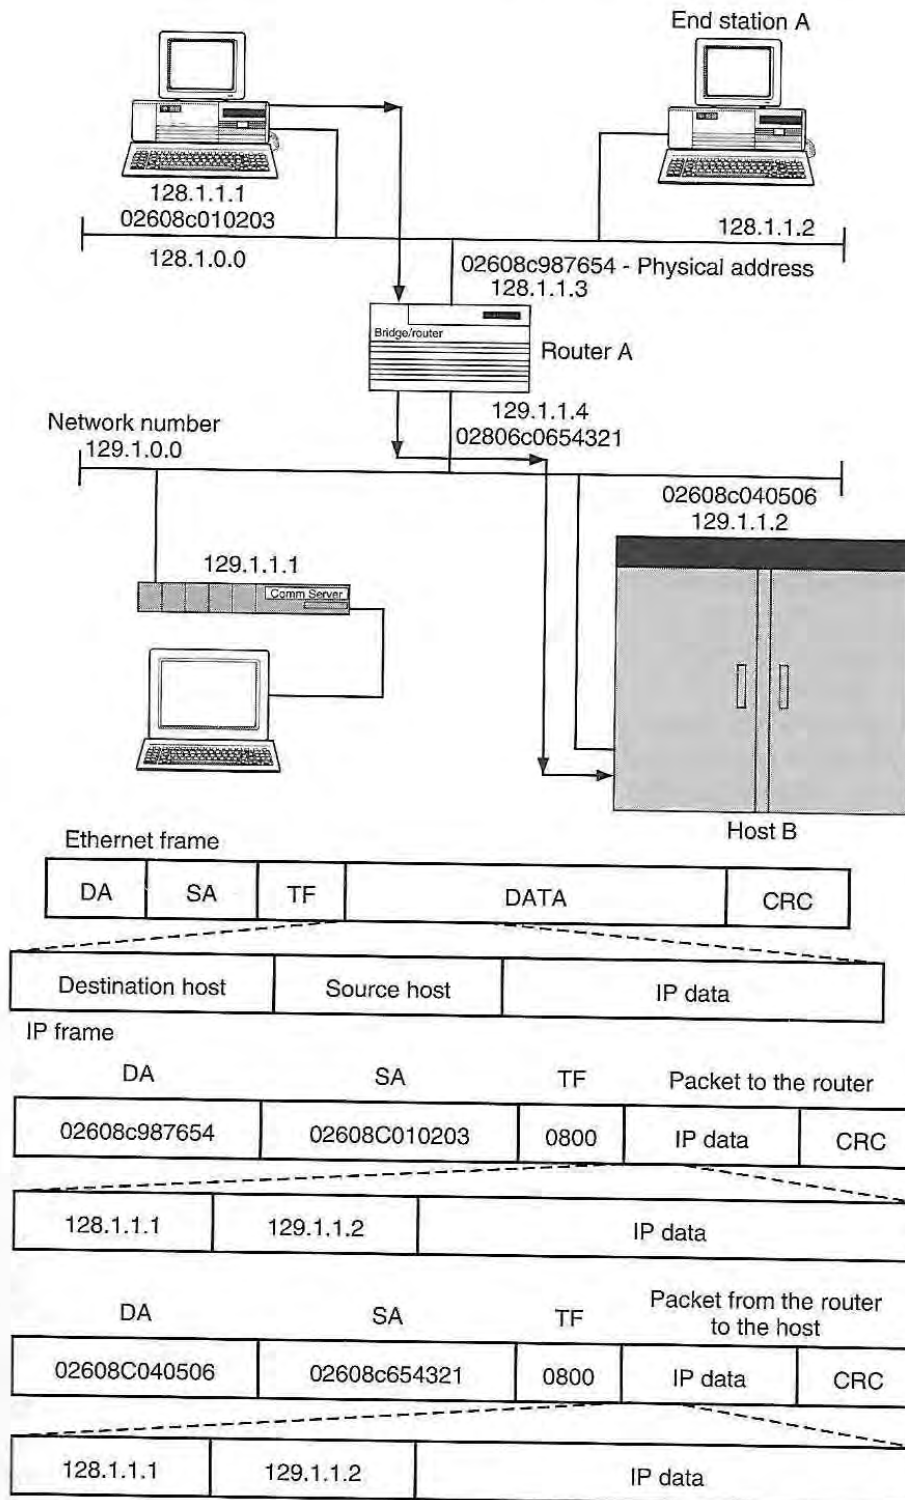 End station A
128.1.1.1
02608c010203
128.1.1.2
128.1.0.0
02608c987654 - Physical address
128.1.1.3
Bridge/router
Router A
129.1.1.4
02806c0654321
Network number
129.1.0.0
02608c040506
129.1.1.2
129.1.1.1
Comm Server
Host B
Ethernet frame
DA SA TF DATA CRC
Destination host Source host IP data
IP frame
DA SA TF Packet to the router
02608c987654 02608C010203 0800 IP data CRC
128.1.1.1 129.1.1.2 IP data
DA SA TF Packet from the router
to the host
02608C040506 02608c654321 0800 IP data CRC
128.1.1.1 129.1.1.2 IP data